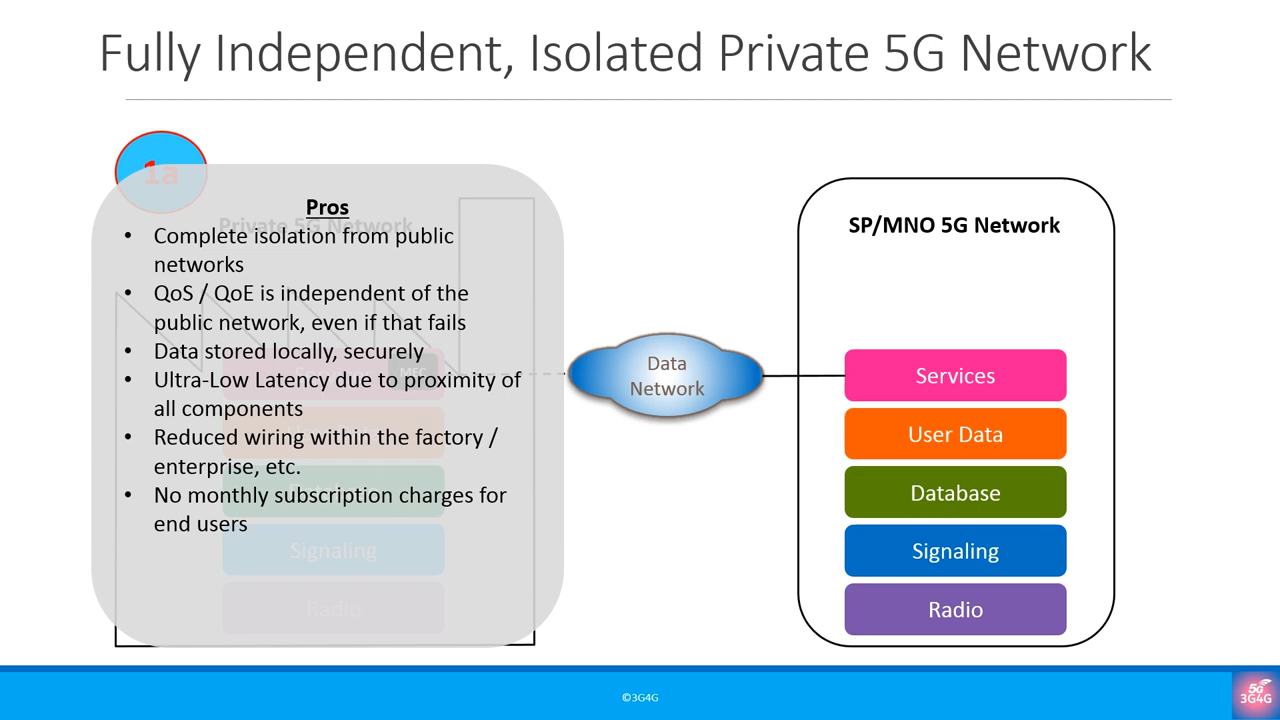 Fully Independent, Isolated Private 5G Network
1a
Private 5G Network
Pros
• Complete isolation from public
networks
• QoS / QoE is independent of the
public network, even if that fails
• Data stored locally, securely
• Ultra-Low Latency due to proximity of
all components
• Reduced wiring within the factory /
enterprise, etc.
• No monthly subscription charges for
end users
MEC
Signaling
Radio
Data
Network
SP/MNO 5G Network
Services
User Data
Database
Signaling
Radio
©3G4G
5G
3G4G